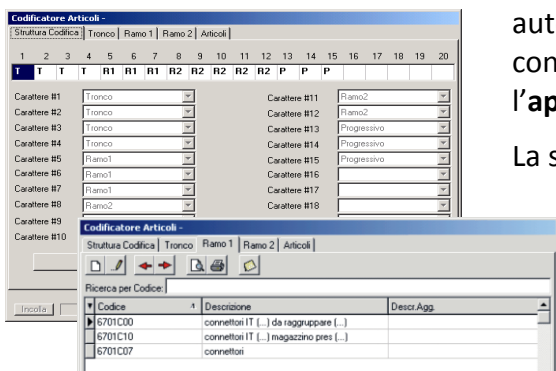 Codificatore Articoli -
Struttura Codifica Tronco Ramo 1 Ramo 2 Articoli
1 2 3 4 5 6 7 8 9 10 11 12 13 14 15 16 17 18 19 20
T T T T R1 R1 R1 R2 R2 R2 R2 R2 P P P
Carattere #1 Tronco Carattere #11 Ramo2
Carattere #2 Tronco Carattere #12 Ramo2
Carattere #3 Tronco Carattere #13 Progressivo
Carattere #4 Tronco Carattere #14 Progressivo
Carattere #5 Ramo1 Carattere #15 Progressivo
Carattere #6 Ramo1 Carattere #16
Carattere #7 Ramo1 Carattere #17
Carattere #8 Ramo2 Carattere #18
Carattere #9
Carattere #10
Incolla
Codificatore Articoli -
Struttura Codifica Tronco Ramo 1 Ramo 2 Articoli
Ricerca per Codice:
Codice Descrizione Descr.Agg.
6701C00 connettori IT (...) da raggruppare (...)
6701C10 connettori IT (...) magazzino pres (...)
6701C07 connettori
aut
con
l'ap
La s